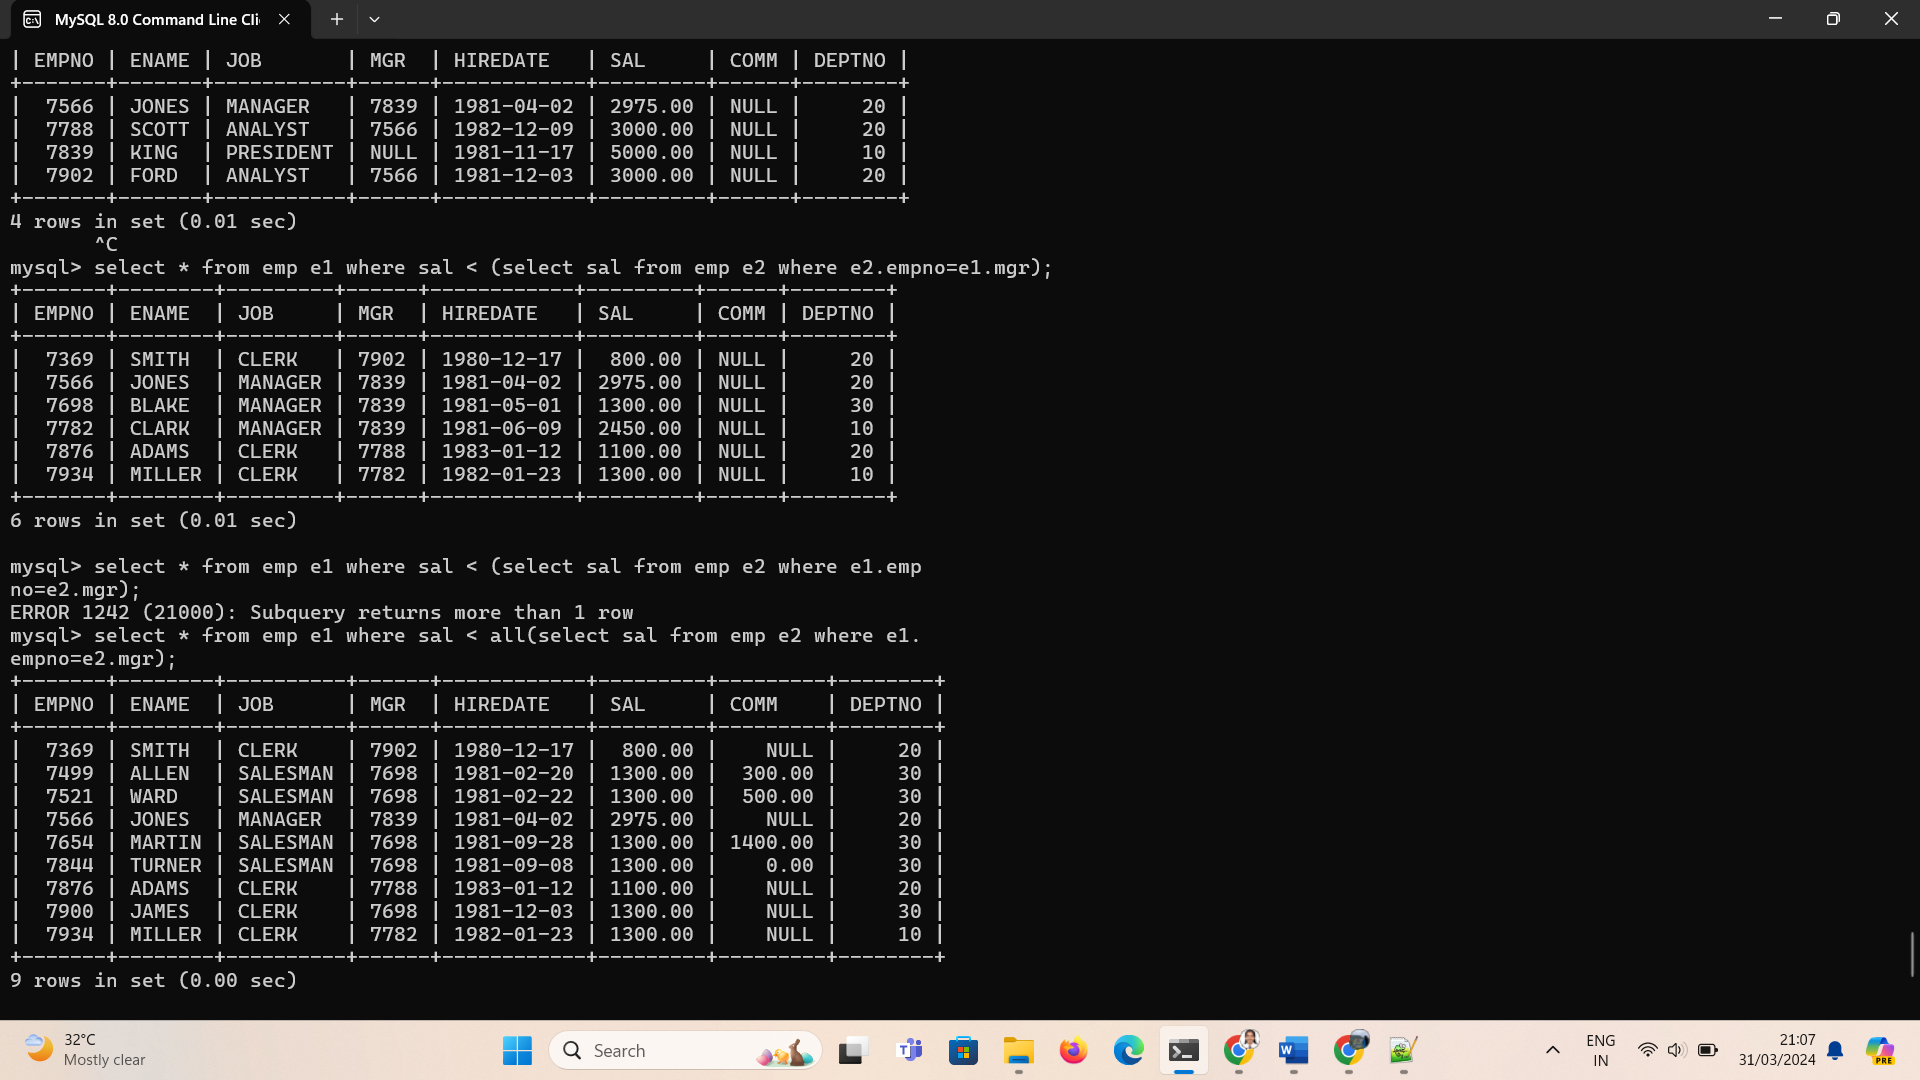 MySQL 8.0 Command Line Cli
| EMPNO | ENAME | JOB       | MGR  | HIREDATE   | SAL     | COMM | DEPTNO |
+-------+-------+-----------+------+------------+---------+------+--------+
|  7566 | JONES | MANAGER   | 7839 | 1981-04-02 | 2975.00 | NULL |     20 |
|  7788 | SCOTT | ANALYST   | 7566 | 1982-12-09 | 3000.00 | NULL |     20 |
|  7839 | KING  | PRESIDENT | NULL | 1981-11-17 | 5000.00 | NULL |     10 |
|  7902 | FORD  | ANALYST   | 7566 | 1981-12-03 | 3000.00 | NULL |     20 |
+-------+-------+-----------+------+------------+---------+------+--------+
4 rows in set (0.01 sec)
       ^C
mysql> select * from emp e1 where sal < (select sal from emp e2 where e2.empno=e1.mgr);
+-------+--------+---------+------+------------+---------+------+--------+
| EMPNO | ENAME  | JOB     | MGR  | HIREDATE   | SAL     | COMM | DEPTNO |
+-------+--------+---------+------+------------+---------+------+--------+
|  7369 | SMITH  | CLERK   | 7902 | 1980-12-17 |  800.00 | NULL |     20 |
|  7566 | JONES  | MANAGER | 7839 | 1981-04-02 | 2975.00 | NULL |     20 |
|  7698 | BLAKE  | MANAGER | 7839 | 1981-05-01 | 1300.00 | NULL |     30 |
|  7782 | CLARK  | MANAGER | 7839 | 1981-06-09 | 2450.00 | NULL |     10 |
|  7876 | ADAMS  | CLERK   | 7788 | 1983-01-12 | 1100.00 | NULL |     20 |
|  7934 | MILLER | CLERK   | 7782 | 1982-01-23 | 1300.00 | NULL |     10 |
+-------+--------+---------+------+------------+---------+------+--------+
6 rows in set (0.01 sec)
mysql> select * from emp e1 where sal < (select sal from emp e2 where e1.emp
no=e2.mgr);
ERROR 1242 (21000): Subquery returns more than 1 row
mysql> select * from emp e1 where sal < all(select sal from emp e2 where e1.
empno=e2.mgr);
+-------+--------+----------+------+------------+---------+---------+--------+
| EMPNO | ENAME  | JOB      | MGR  | HIREDATE   | SAL     | COMM    | DEPTNO |
+-------+--------+----------+------+------------+---------+---------+--------+
|  7369 | SMITH  | CLERK    | 7902 | 1980-12-17 |  800.00 |    NULL |     20 |
|  7499 | ALLEN  | SALESMAN | 7698 | 1981-02-20 | 1300.00 |  300.00 |     30 |
|  7521 | WARD   | SALESMAN | 7698 | 1981-02-22 | 1300.00 |  500.00 |     30 |
|  7566 | JONES  | MANAGER  | 7839 | 1981-04-02 | 2975.00 |    NULL |     20 |
|  7654 | MARTIN | SALESMAN | 7698 | 1981-09-28 | 1300.00 | 1400.00 |     30 |
|  7844 | TURNER | SALESMAN | 7698 | 1981-09-08 | 1300.00 |    0.00 |     30 |
|  7876 | ADAMS  | CLERK    | 7788 | 1983-01-12 | 1100.00 |    NULL |     20 |
|  7900 | JAMES  | CLERK    | 7698 | 1981-12-03 | 1300.00 |    NULL |     30 |
|  7934 | MILLER | CLERK    | 7782 | 1982-01-23 | 1300.00 |    NULL |     10 |
+-------+--------+----------+------+------------+---------+---------+--------+
9 rows in set (0.00 sec)
32°C
Mostly clear
Search
ENG
IN
21:07
31/03/2024
PRE